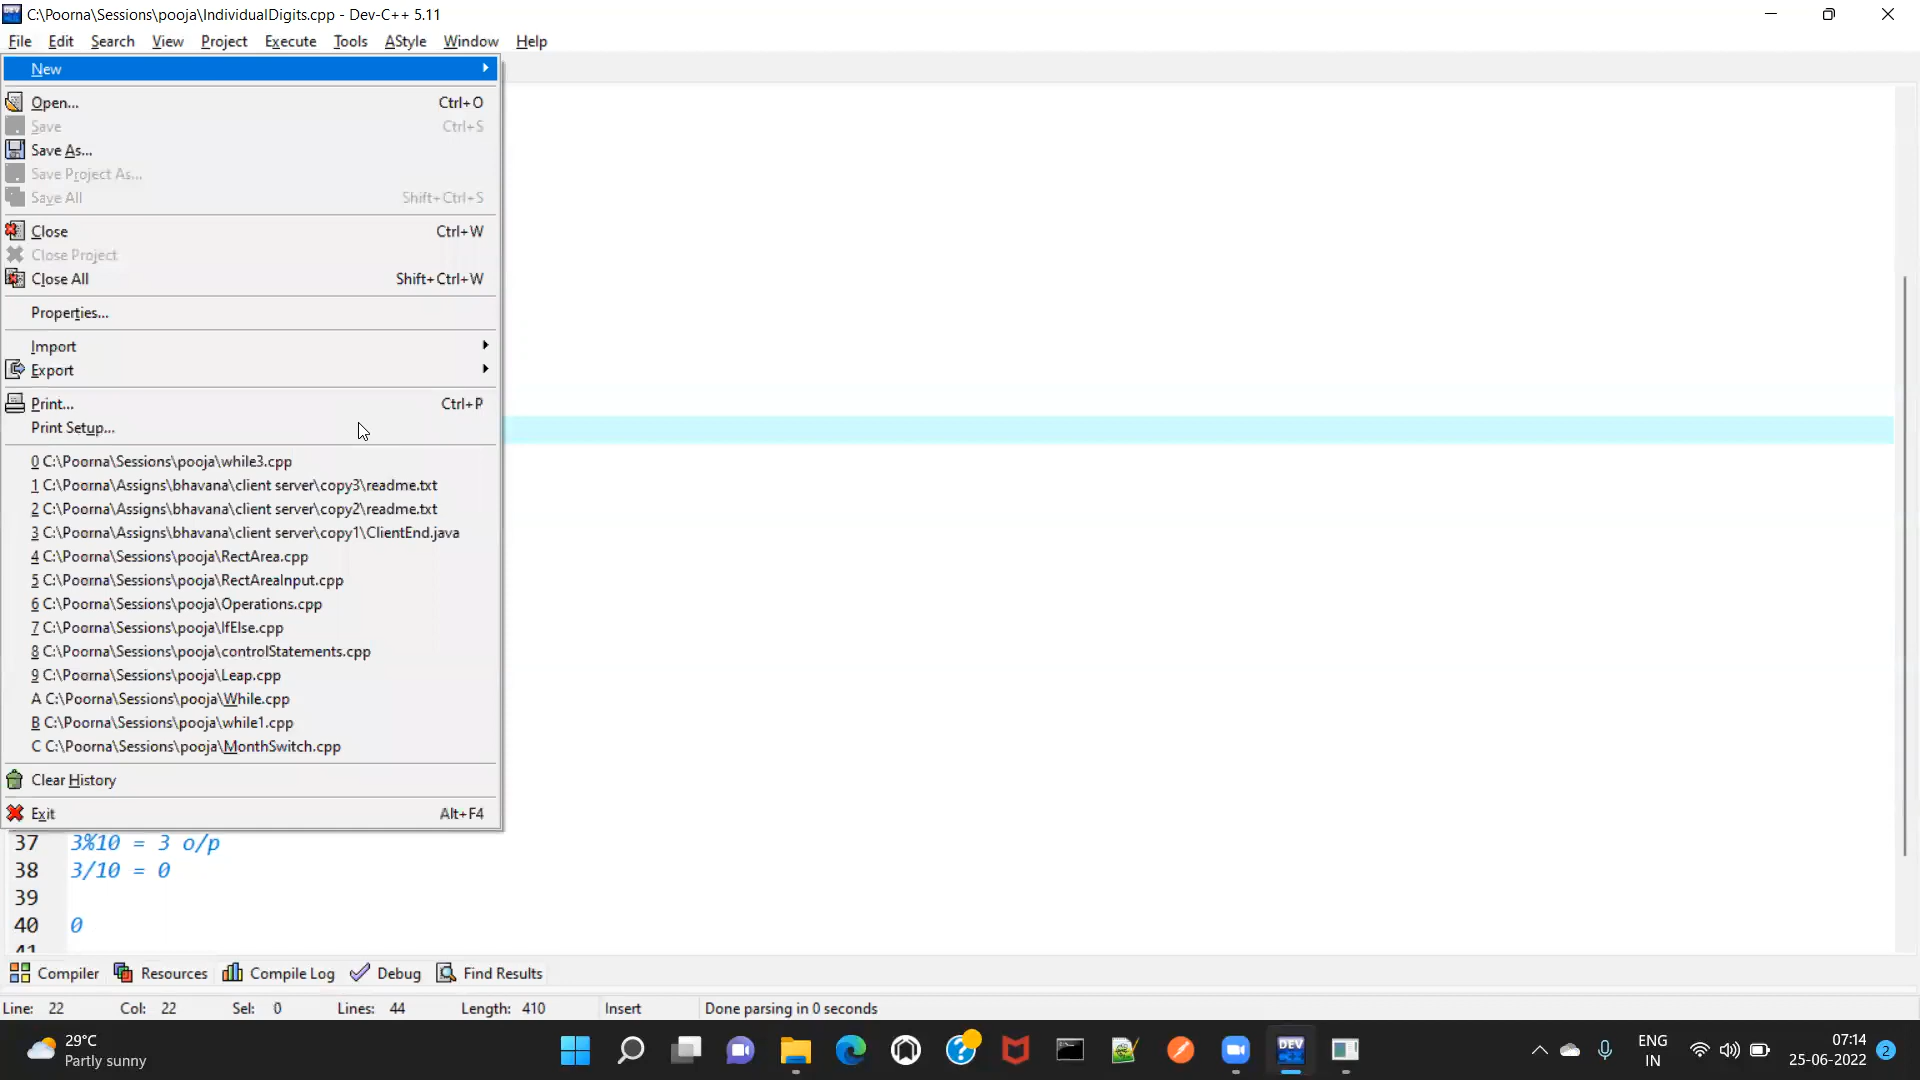 C:\Poorna\Sessions\pooja\IndividualDigits.cpp - Dev-C++ 5.11
File Edit Search View Project Execute Tools AStyle Window Help
New
Open... Ctrl+O
Save Ctrl+S
Save As...
Save Project As...
Save All Shift+Ctrl+S
Close Ctrl+W
Close Project
Close All Shift+Ctrl+W
Properties...
Import
Export
Print... Ctrl+P
Print Setup...
0 C:\Poorna\Sessions\pooja\while3.cpp
1 C:\Poorna\Assigns\bhavana\client server\copy3\readme.txt
2 C:\Poorna\Assigns\bhavana\client server\copy2\readme.txt
3 C:\Poorna\Assigns\bhavana\client server\copy1\ClientEnd.java
4 C:\Poorna\Sessions\pooja\RectArea.cpp
5 C:\Poorna\Sessions\pooja\RectAreaInput.cpp
6 C:\Poorna\Sessions\pooja\Operations.cpp
7 C:\Poorna\Sessions\pooja\IfElse.cpp
8 C:\Poorna\Sessions\pooja\controlStatements.cpp
9 C:\Poorna\Sessions\pooja\Leap.cpp
A C:\Poorna\Sessions\pooja\While.cpp
B C:\Poorna\Sessions\pooja\while1.cpp
C C:\Poorna\Sessions\pooja\MonthSwitch.cpp
Clear History
Exit Alt+F4
37 3%10 = 3 o/p
38 3/10 = 0
39
40 0
41
Compiler Resources Compile Log Debug Find Results
Line: 22 Col: 22 Sel: 0 Lines: 44 Length: 410 Insert Done parsing in 0 seconds
29°C
Partly sunny
DEV
ENG
IN
07:14
25-06-2022
2